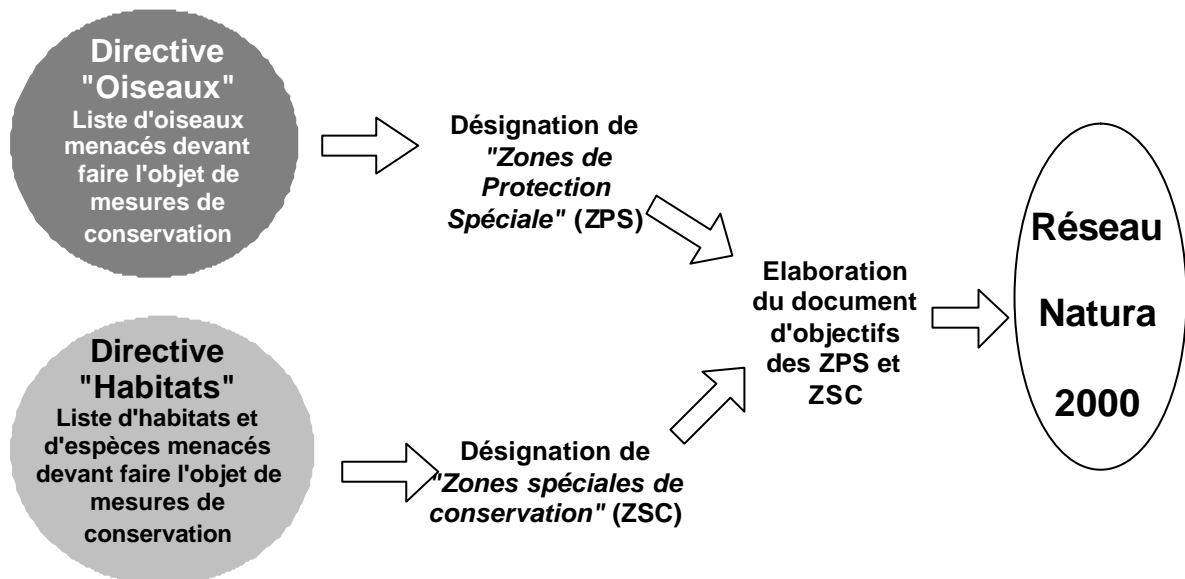 Directive
"Oiseaux"
Liste d'oiseaux
menacés devant
faire l'objet de
mesures de
conservation
Désignation de
"Zones de
Protection
Spéciale" (ZPS)
Directive
"Habitats"
Liste d'habitats et
d'espèces menacés
devant faire l'objet de
mesures de
conservation
Désignation de
"Zones spéciales de
conservation" (ZSC)
Elaboration
du document
d'objectifs
des ZPS et
ZSC
Réseau
Natura
2000